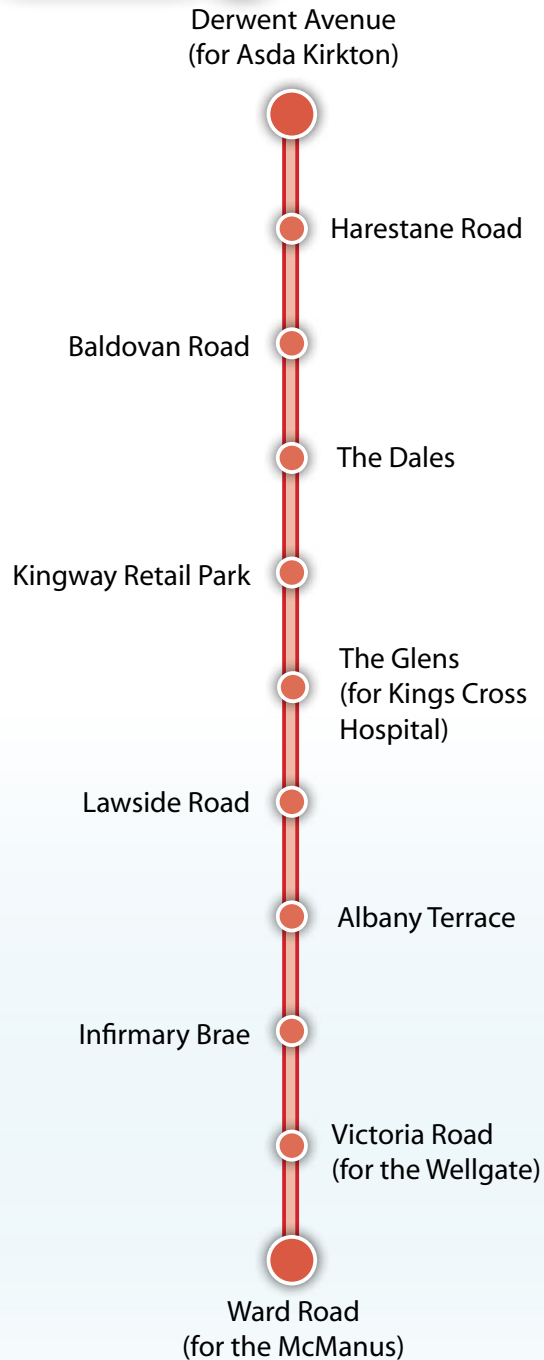 Derwent Avenue
(for Asda Kirkton)
Harestane Road
Baldovan Road
The Dales
Kingway Retail Park
The Glens
(for Kings Cross
Hospital)
Lawside Road
Albany Terrace
Infirmary Brae
Victoria Road
(for the Wellgate)
Ward Road
(for the McManus)